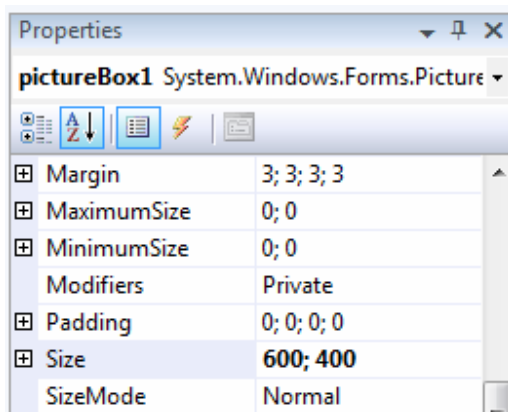 Properties
pictureBox1 System.Windows.Forms.Picture
A
Z
Margin 3; 3; 3; 3
MaximumSize 0; 0
MinimumSize 0; 0
Modifiers Private
Padding 0; 0; 0; 0
Size 600; 400
SizeMode Normal